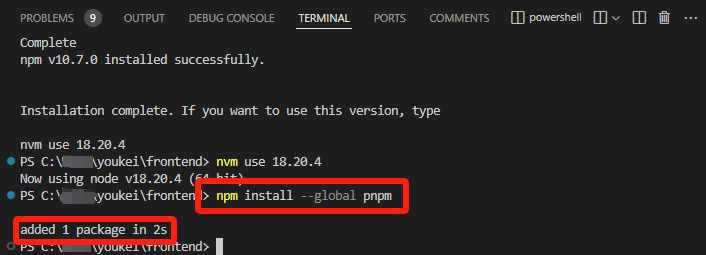 PROBLEMS 9 OUTPUT DEBUG CONSOLE TERMINAL PORTS COMMENTS powershell
Complete
npm v10.7.0 installed successfully.
Installation complete. If you want to use this version, type
nvm use 18.20.4
PS C:\ \youkei\frontend> nvm use 18.20.4
Now using node v18.20.4 (64-bit)
PS C:\ \youkei\frontend> npm install --global pnpm
added 1 package in 2s
PS C:\ \youkei\frontend>